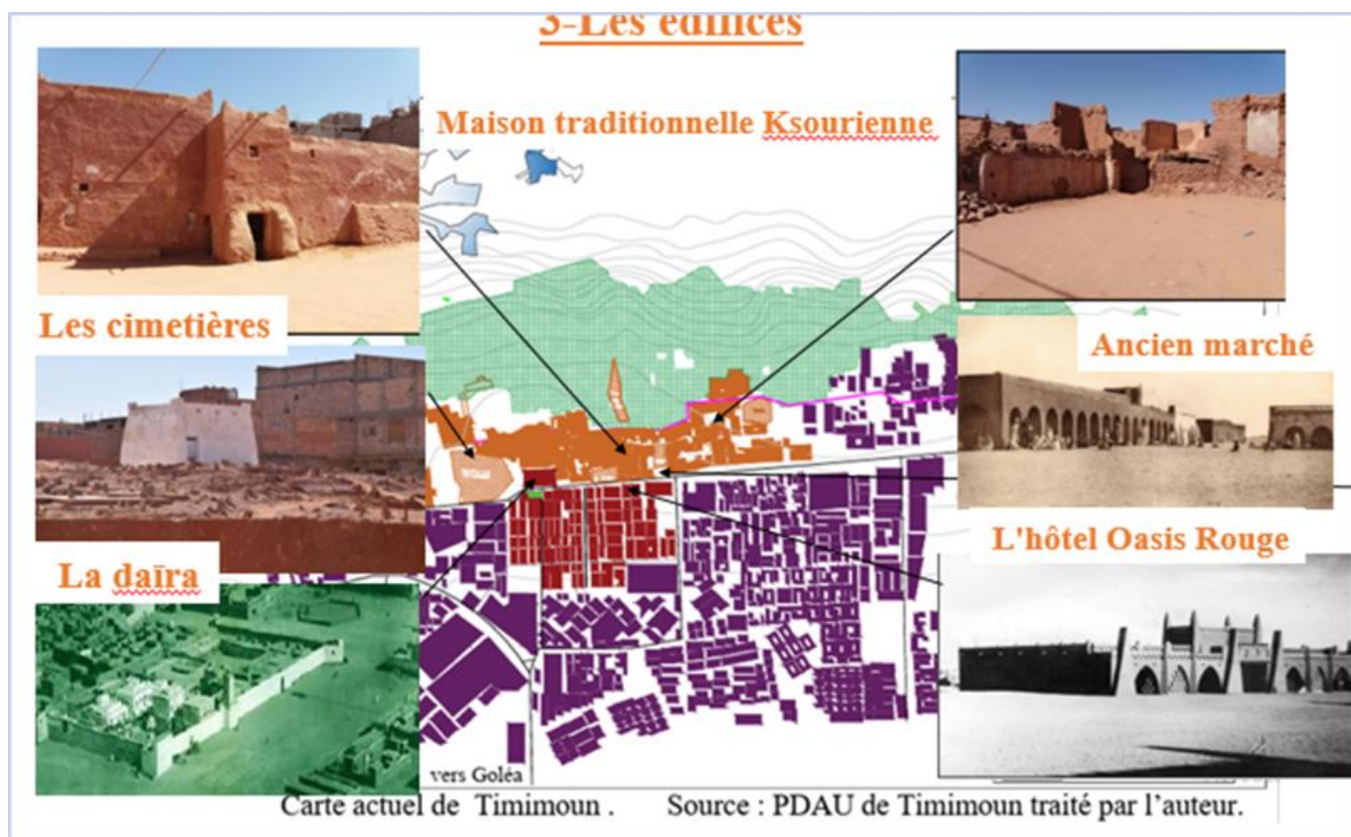 3-Les édifices
Maison traditionnelle Ksourienne
Les cimetières
Ancien marché
L'hôtel Oasis Rouge
La daīra
vers Goléa
Carte actuel de Timimoun . Source : PDAU de Timimoun traité par l’auteur.